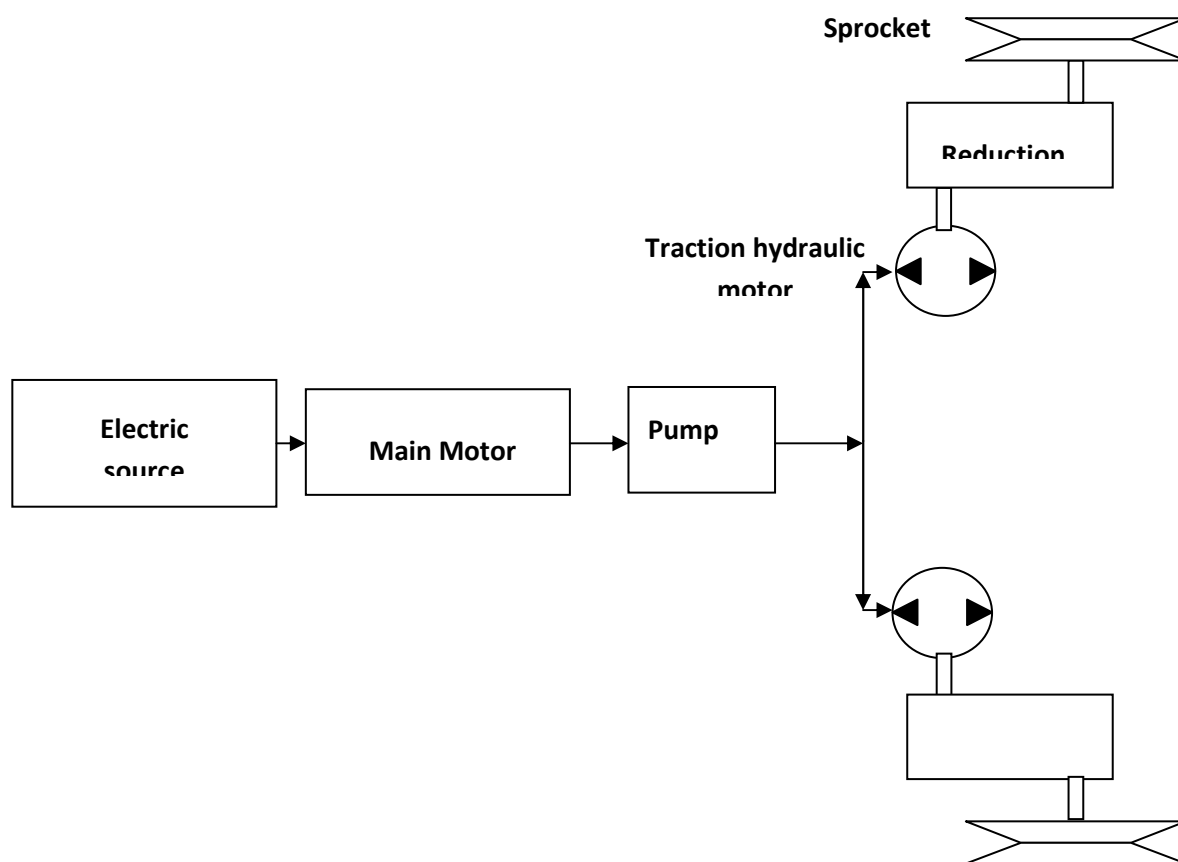 Sprocket
Reduction
Traction hydraulic
motor
Electric
source
Main Motor
Pump